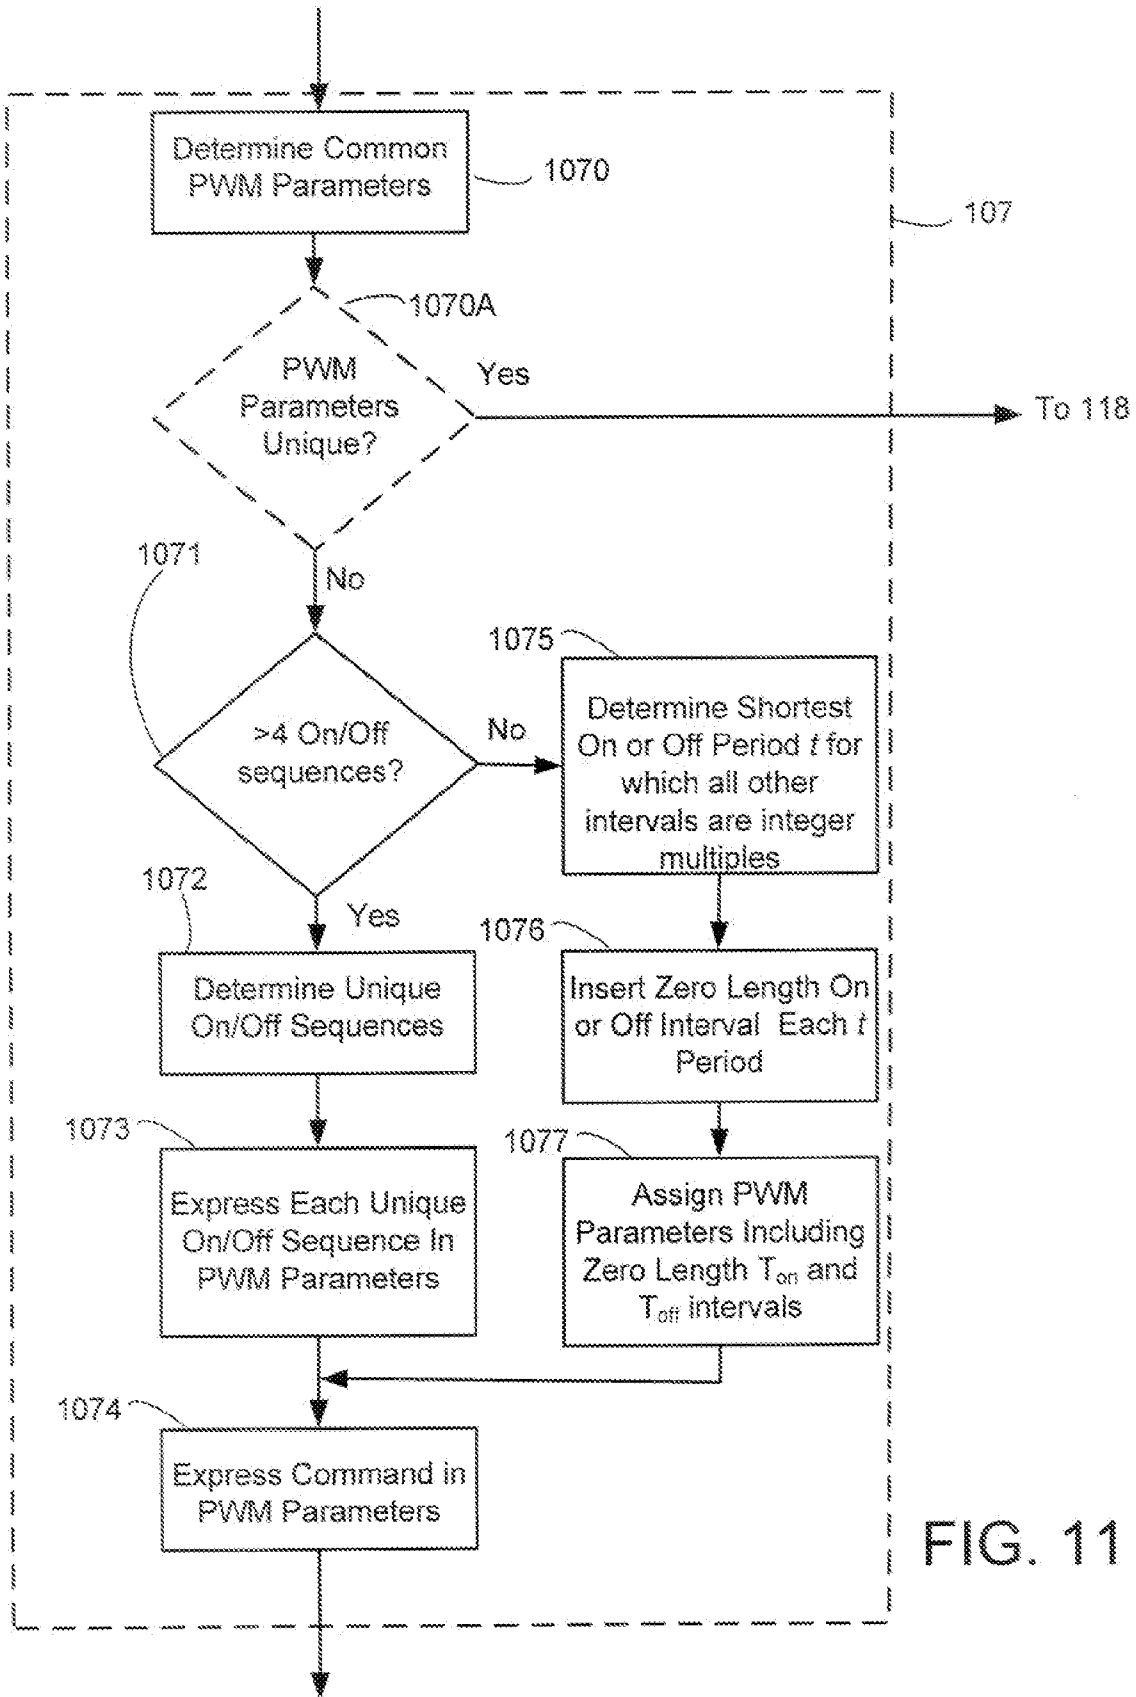 Determine Common
PWM Parameters
1070
107
1070A
PWM
Parameters
Unique?
Yes
To 118
No
1071
>4 On/Off
sequences?
No
Yes
1075
Determine Shortest
On or Off Period t for
which all other
intervals are integer
multiples
1072
Determine Unique
On/Off Sequences
1076
Insert Zero Length On
or Off Interval Each t
Period
1073
Express Each Unique
On/Off Sequence In
PWM Parameters
1077
Assign PWM
Parameters Including
Zero Length Ton and
Toff intervals
1074
Express Command in
PWM Parameters
FIG. 11